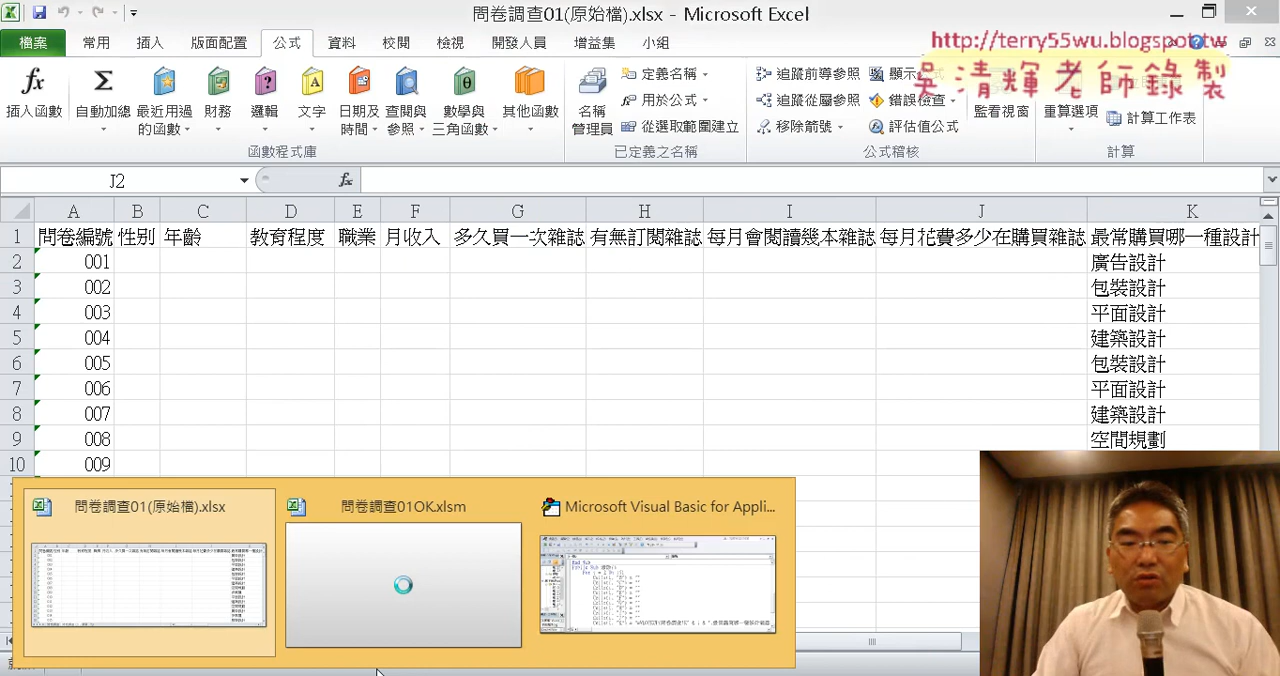 問卷調查01(原始檔).xlsx - Microsoft Excel
http://terry55wu.blogspot.tw
吳清輝老師錄製
檔案 常用 插入 版面配置 公式 資料 校閱 檢視 開發人員 增益集 小組
插入函數 自動加總 最近用過的函數 財務 邏輯 文字 日期及時間 查閱與參照 數學與三角函數 其他函數
函數程式庫
名稱管理員 定義名稱 用於公式 從選取範圍建立
已定義之名稱
追蹤前導參照 追蹤從屬參照 移除箭號 顯示公式 錯誤檢查 評估值公式 監看視窗
公式稽核
重算選項 計算工作表
計算
J2 fx
A B C D E F G H I J K
1 問卷編號 性別 年齡 教育程度 職業 月收入 多久買一次雜誌 有無訂閱雜誌 每月會閱讀幾本雜誌 每月花費多少在購買雜誌 最常購買哪一種設計
2 001 廣告設計
3 002 包裝設計
4 003 平面設計
5 004 建築設計
6 005 包裝設計
7 006 平面設計
8 007 建築設計
9 008 空間規劃
10 009
問卷調查01(原始檔).xlsx
問卷調查01OK.xlsm
Microsoft Visual Basic for Appli...